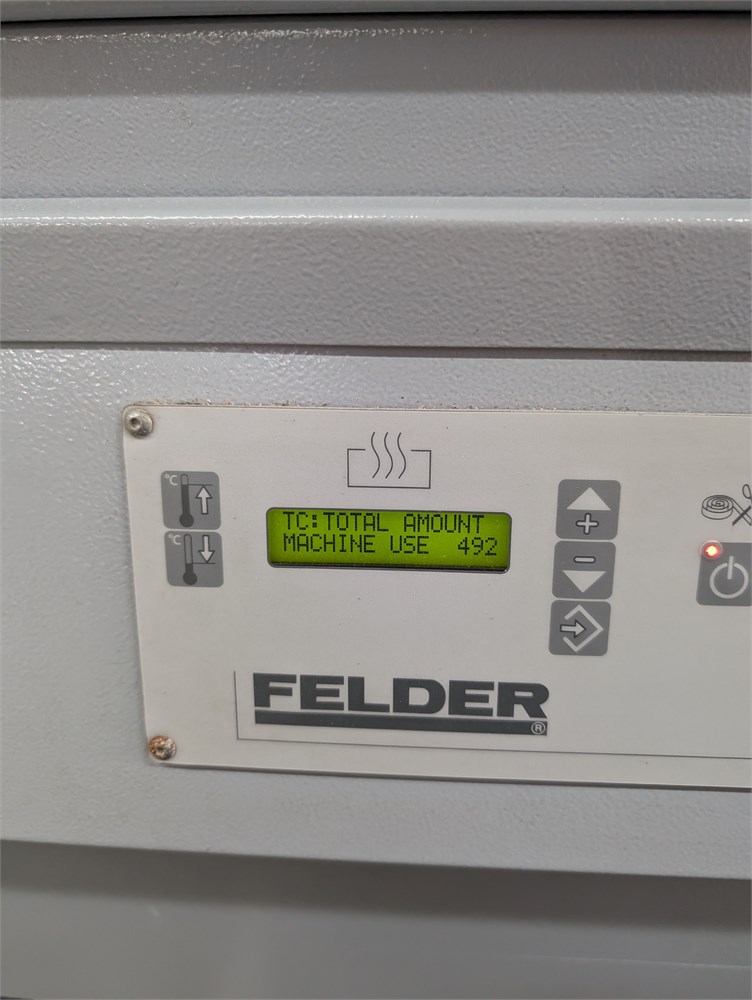 °C
°C
TC:TOTAL AMOUNT
MACHINE USE 492
FELDER
®